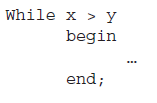 While x > y
begin
…
end;